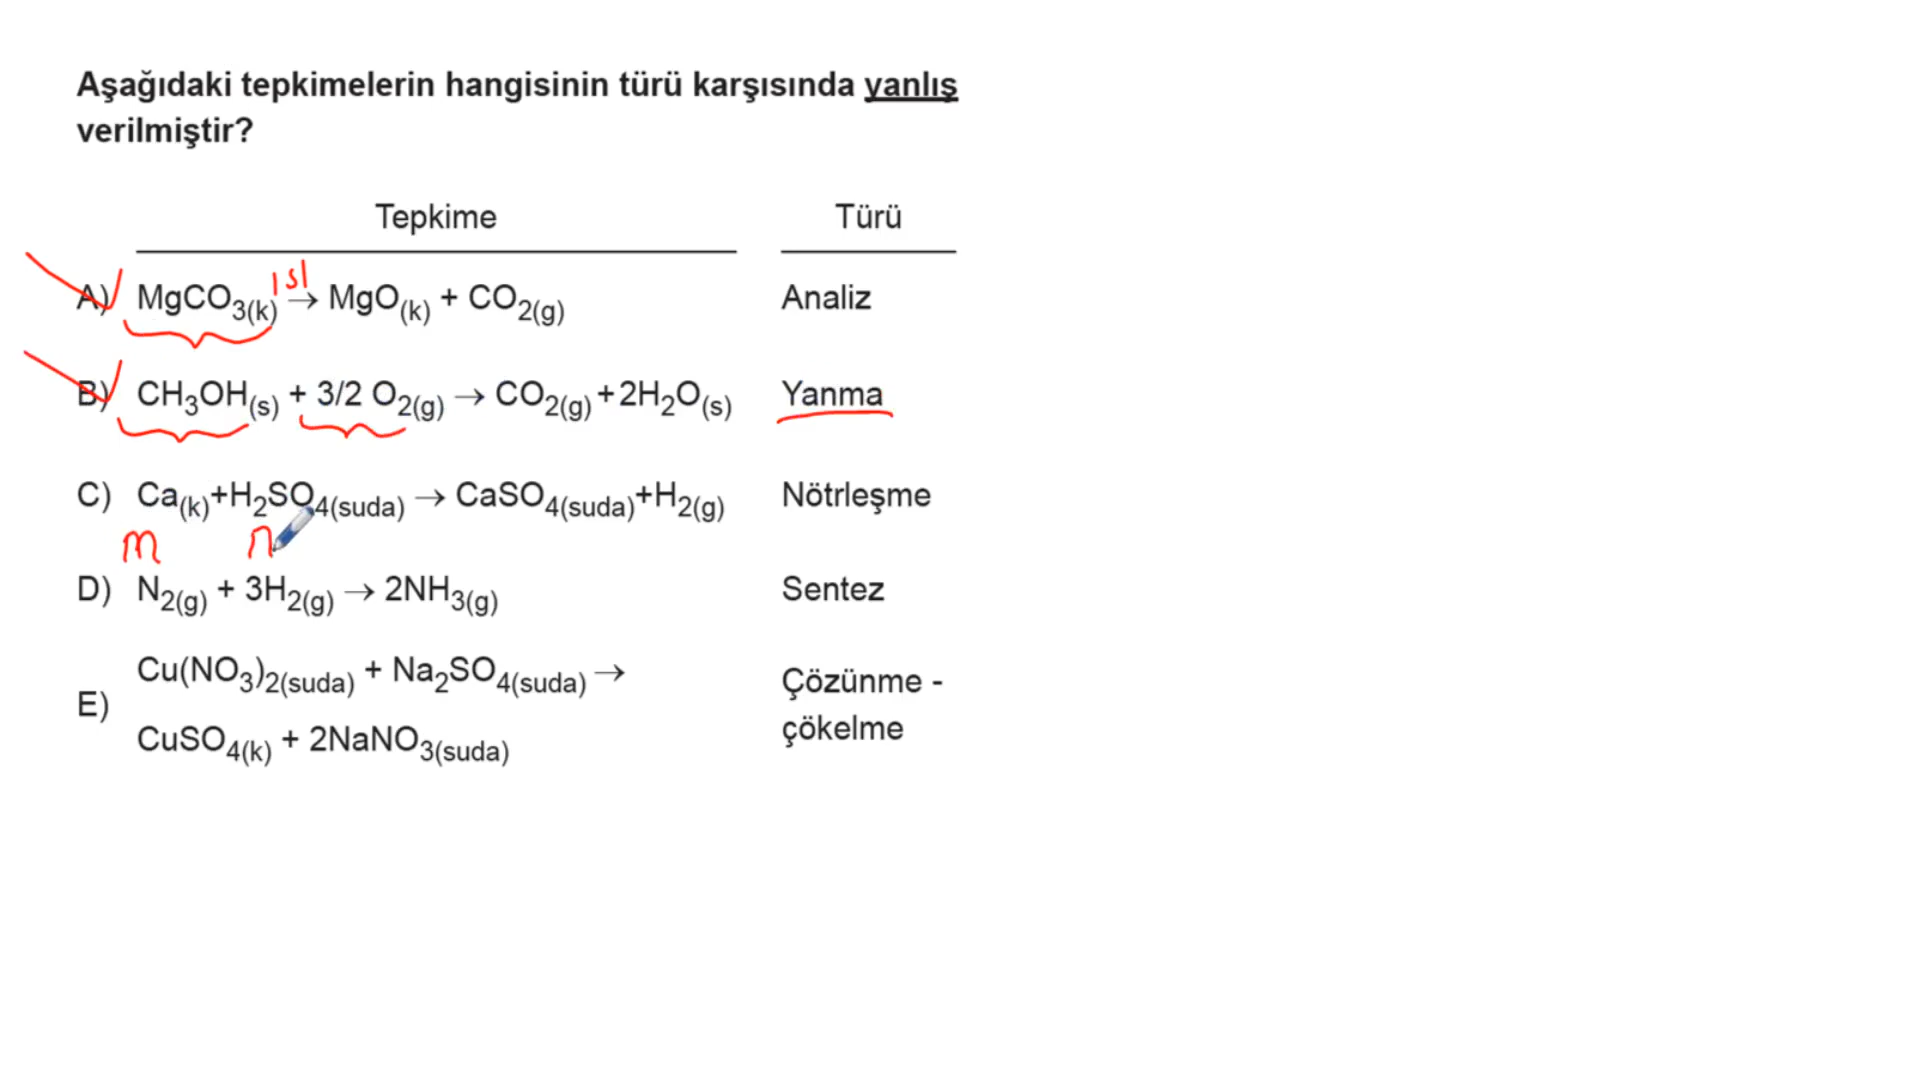 Aşağıdaki tepkimelerin hangisinin türü karşısında yanlış
verilmiştir?
Tepkime Türü
A) MgCO3(k) ısı → MgO(k) + CO2(g) Analiz
B) CH3OH(s) + 3/2 O2(g) → CO2(g) + 2H2O(s) Yanma
C) Ca(k)+H2SO4(suda) → CaSO4(suda)+H2(g) Nötrleşme
m
D) N2(g) + 3H2(g) → 2NH3(g) Sentez
E) Cu(NO3)2(suda) + Na2SO4(suda) →
CuSO4(k) + 2NaNO3(suda)
Çözünme -
çökelme